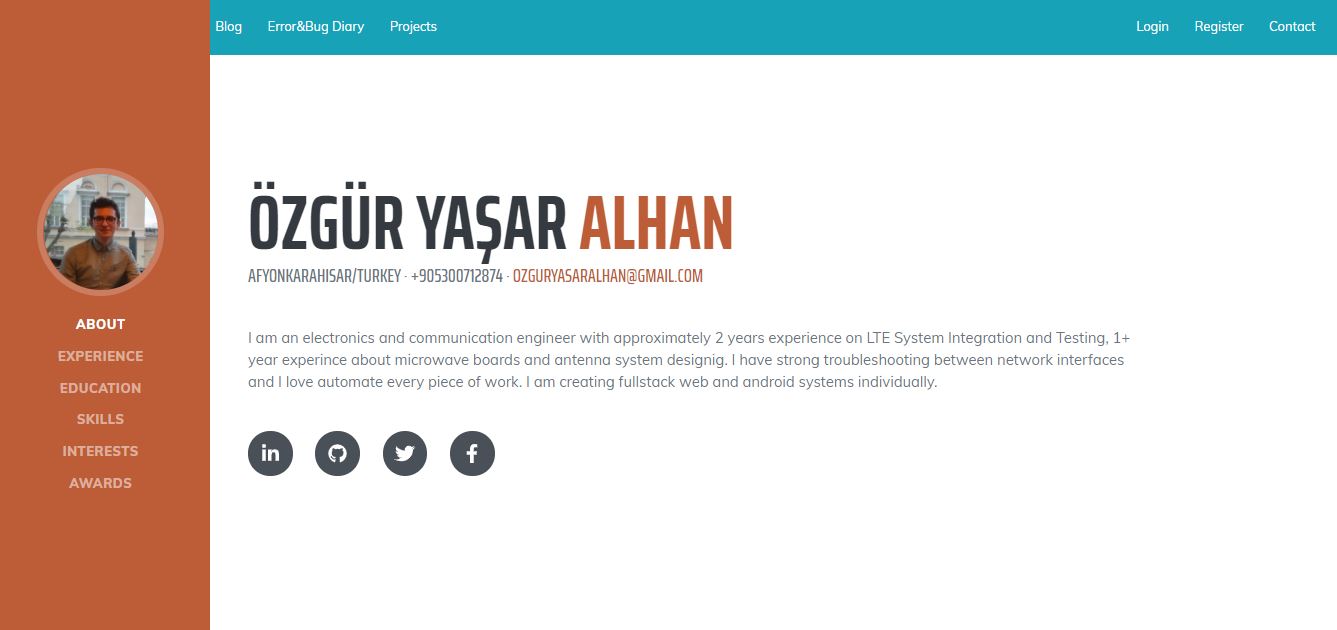 Blog Error&Bug Diary Projects Login Register Contact
ÖZGÜR YAŞAR ALHAN
AFYONKARAHISAR/TURKEY · +905300712874 · OZGURYASARALHAN@GMAIL.COM
ABOUT
EXPERIENCE
EDUCATION
SKILLS
INTERESTS
AWARDS
I am an electronics and communication engineer with approximately 2 years experience on LTE System Integration and Testing, 1+
year experince about microwave boards and antenna system designig. I have strong troubleshooting between network interfaces
and I love automate every piece of work. I am creating fullstack web and android systems individually.
in
f